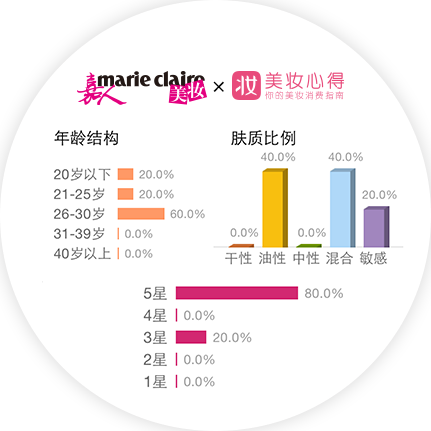 嘉人 marie claire 美妆 × 妆 美妆心得
你的美妆消费指南
年龄结构
20岁以下 20.0%
21-25岁 20.0%
26-30岁 60.0%
31-39岁 0.0%
40岁以上 0.0%
肤质比例
0.0% 40.0% 0.0% 40.0% 20.0%
干性 油性 中性 混合 敏感
5星 80.0%
4星 0.0%
3星 20.0%
2星 0.0%
1星 0.0%